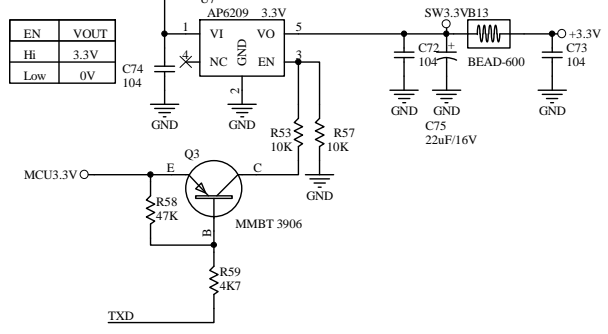 EN VOUT
Hi 3.3V
Low 0V
AP6209 3.3V
1 VI VO 5
4 NC GND EN 3
2
C74
104
GND
GND
SW3.3V B13
C72
104
+
BEAD-600
+3.3V
C73
104
GND
GND
GND
C75
22uF/16V
R53
10K
R57
10K
GND
Q3
MCU3.3V
E
C
B
R58
47K
MMBT 3906
R59
4K7
TXD